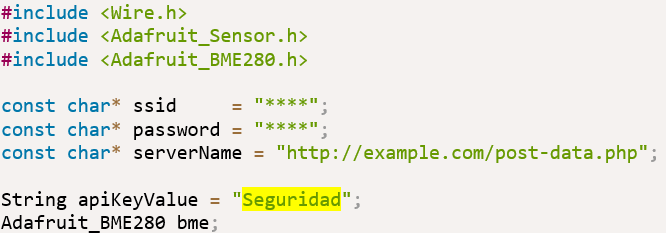 #include <Wire.h>
#include <Adafruit_Sensor.h>
#include <Adafruit_BME280.h>
const char* ssid     = "****";
const char* password = "****";
const char* serverName = "http://example.com/post-data.php";
String apiKeyValue = "Seguridad";
Adafruit_BME280 bme;